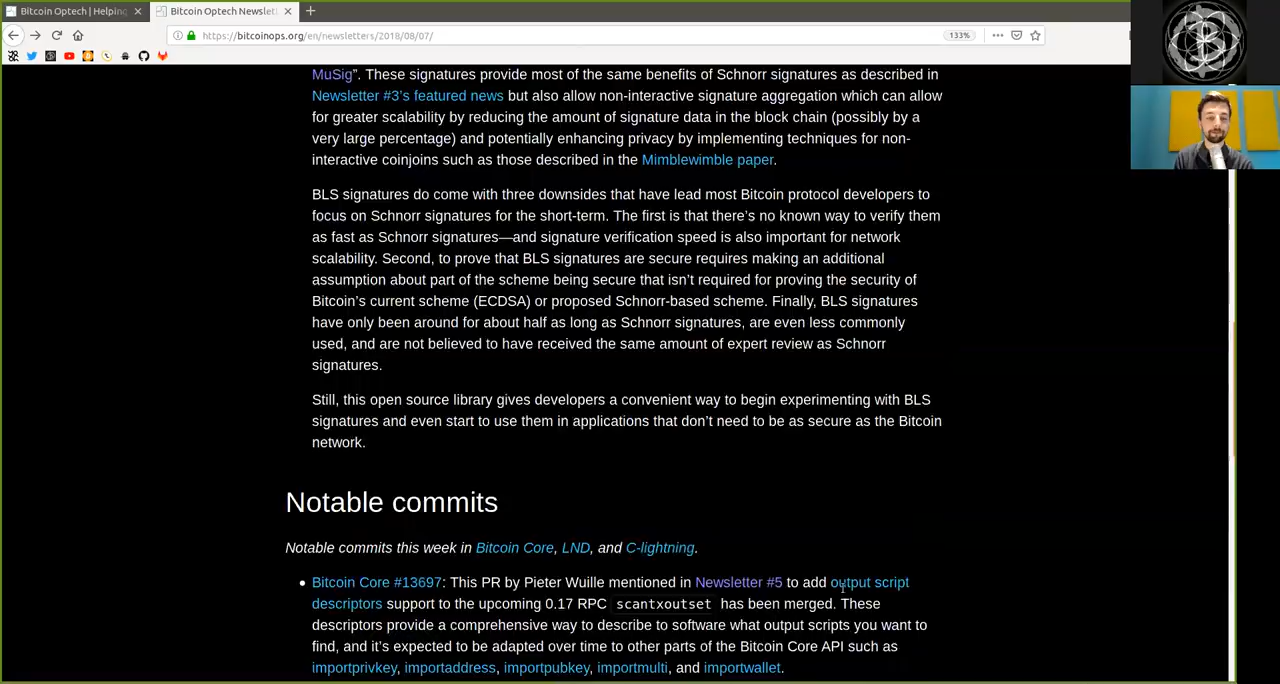 Bitcoin Optech | Helping
Bitcoin Optech Newslett
https://bitcoinops.org/en/newsletters/2018/08/07/
133%
MuSig”. These signatures provide most of the same benefits of Schnorr signatures as described in
Newsletter #3’s featured news but also allow non-interactive signature aggregation which can allow
for greater scalability by reducing the amount of signature data in the block chain (possibly by a
very large percentage) and potentially enhancing privacy by implementing techniques for non-
interactive coinjoins such as those described in the Mimblewimble paper.
BLS signatures do come with three downsides that have lead most Bitcoin protocol developers to
focus on Schnorr signatures for the short-term. The first is that there’s no known way to verify them
as fast as Schnorr signatures—and signature verification speed is also important for network
scalability. Second, to prove that BLS signatures are secure requires making an additional
assumption about part of the scheme being secure that isn’t required for proving the security of
Bitcoin’s current scheme (ECDSA) or proposed Schnorr-based scheme. Finally, BLS signatures
have only been around for about half as long as Schnorr signatures, are even less commonly
used, and are not believed to have received the same amount of expert review as Schnorr
signatures.
Still, this open source library gives developers a convenient way to begin experimenting with BLS
signatures and even start to use them in applications that don’t need to be as secure as the Bitcoin
network.
Notable commits
Notable commits this week in Bitcoin Core, LND, and C-lightning.
Bitcoin Core #13697: This PR by Pieter Wuille mentioned in Newsletter #5 to add output script
descriptors support to the upcoming 0.17 RPC scantxoutset has been merged. These
descriptors provide a comprehensive way to describe to software what output scripts you want to
find, and it’s expected to be adapted over time to other parts of the Bitcoin Core API such as
importprivkey, importaddress, importpubkey, importmulti, and importwallet.